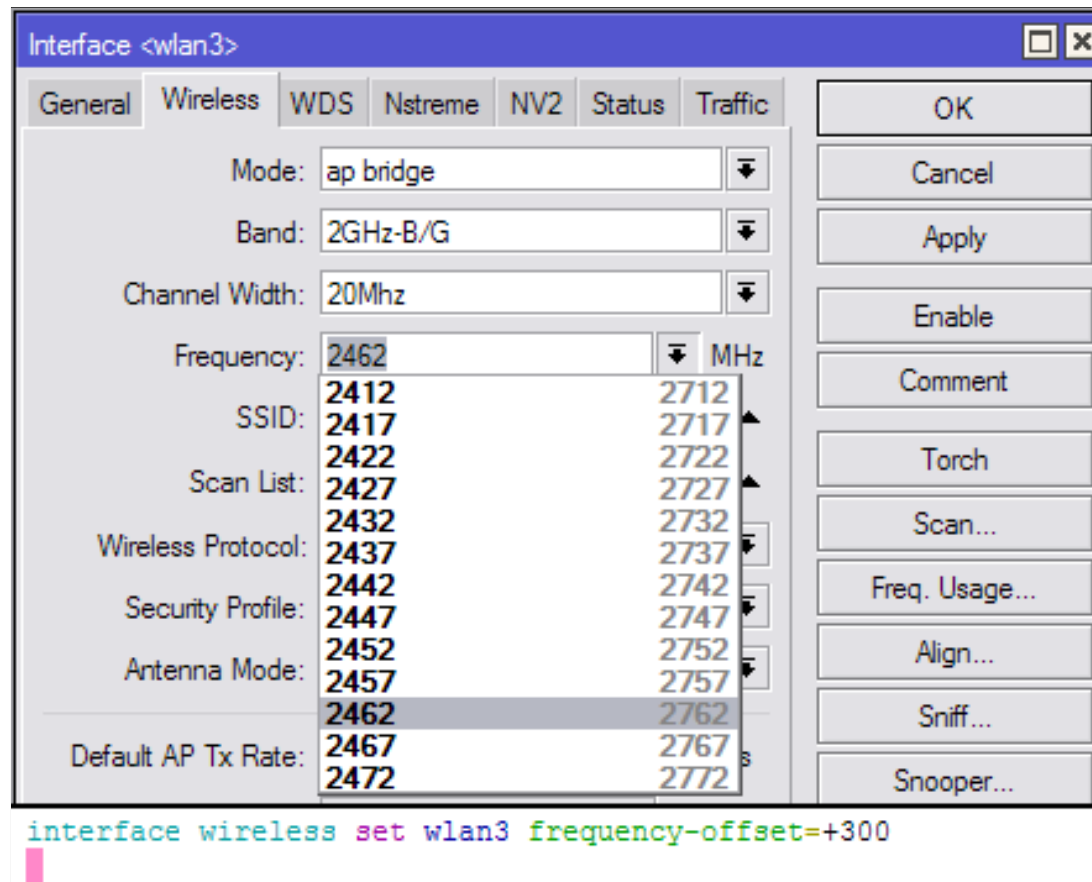 Interface <wlan3>
General Wireless WDS Nstreme NV2 Status Traffic
OK
Mode: ap bridge
Cancel
Band: 2GHz-B/G
Apply
Channel Width: 20Mhz
Enable
Frequency: 2462 MHz
Comment
2412 2712
SSID:
2417 2717
2422 2722
Torch
Scan List:
2427 2727
2432 2732
Scan...
Wireless Protocol:
2437 2737
2442 2742
Freq. Usage...
Security Profile:
2447 2747
2452 2752
Align...
Antenna Mode:
2457 2757
2462 2762
Sniff...
Default AP Tx Rate:
2467 2767
s
2472 2772
Snooper...
interface wireless set wlan3 frequency-offset=+300